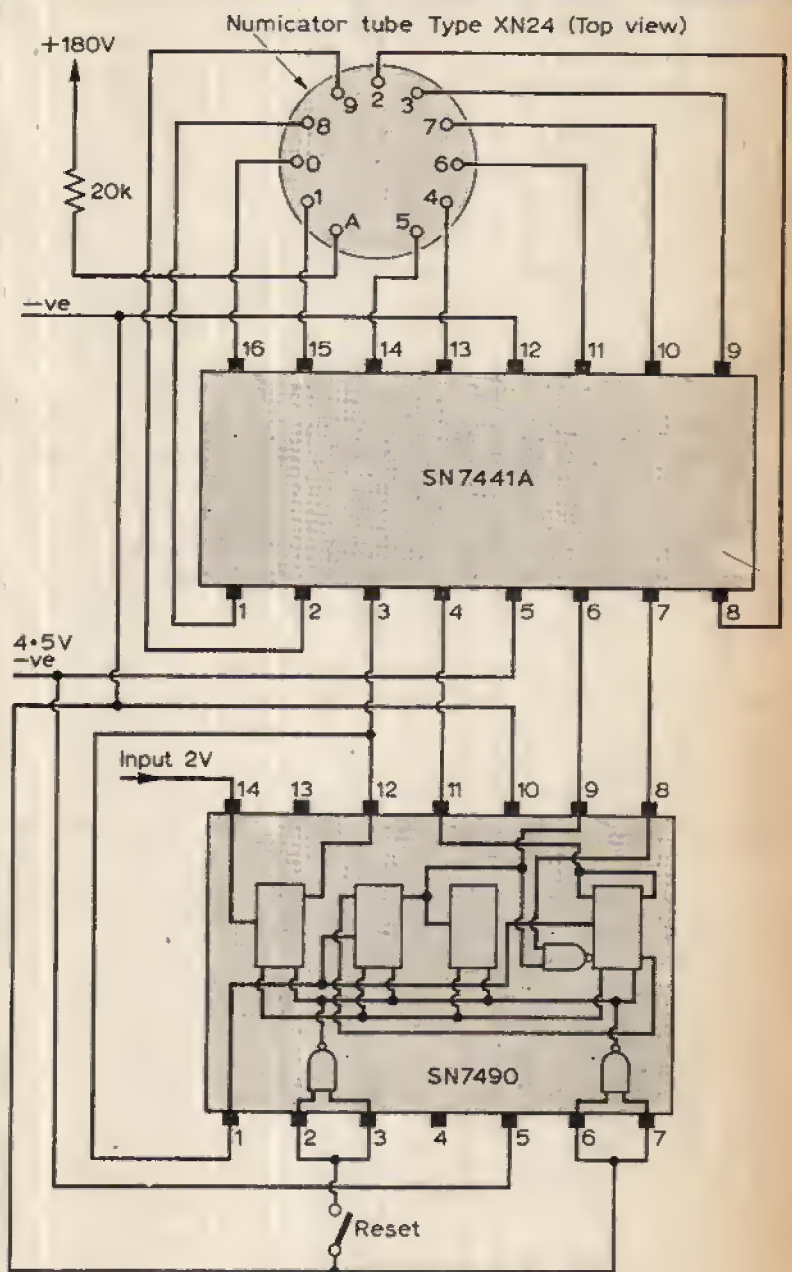 Numicator tube Type XN24 (Top view)
+180V
9 2 3
8 7
0 6
20k
1 4
A 5
-ve
16 15 14 13 12 11 10 9
SN7441A
1 2 3 4 5 6 7 8
4·5V
-ve
Input 2V
14 13 12 11 10 9 8
SN7490
1 2 3 4 5 6 7
Reset